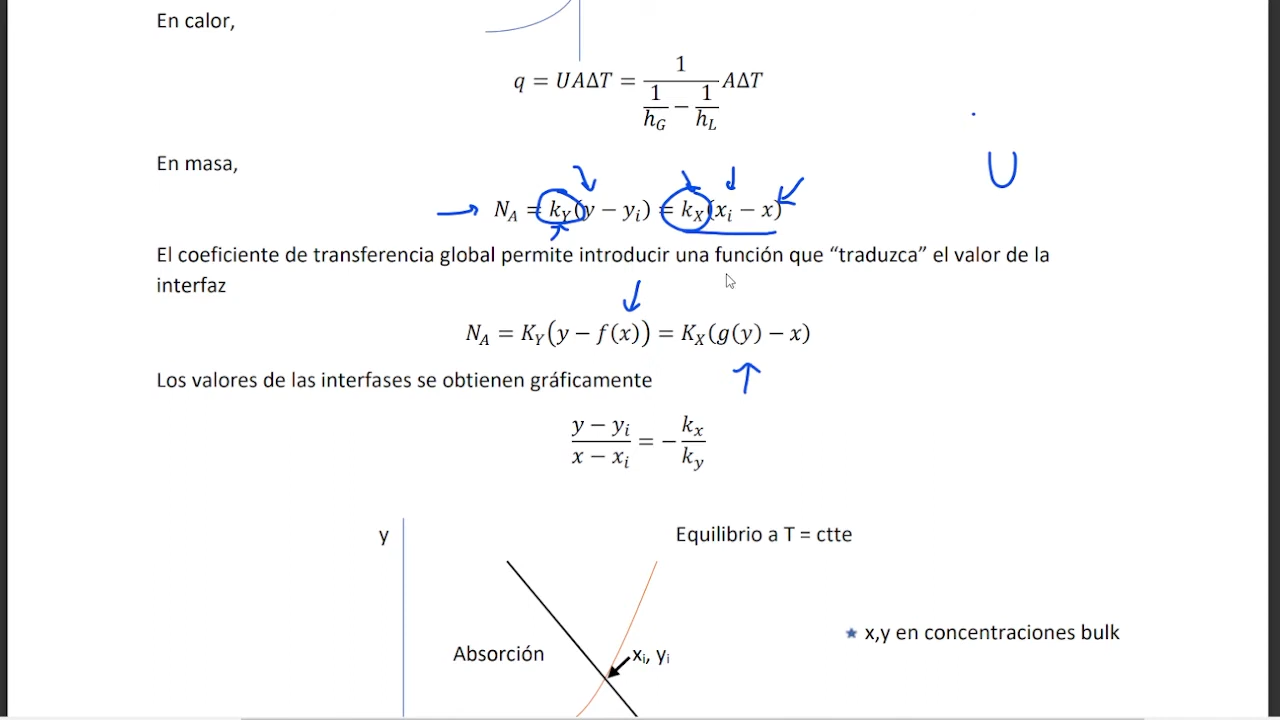 En calor,
q = UAΔT = 1 / (1/h_G − 1/h_L) AΔT
En masa,
U
N_A = k_Y(y − y_i) = k_X(x_i − x)
El coeficiente de transferencia global permite introducir una función que “traduzca” el valor de la
interfaz
N_A = K_Y(y − f(x)) = K_X(g(y) − x)
Los valores de las interfases se obtienen gráficamente
(y − y_i)/(x − x_i) = − k_x/k_y
y
Equilibrio a T = ctte
x,y en concentraciones bulk
Absorción
x_i, y_i